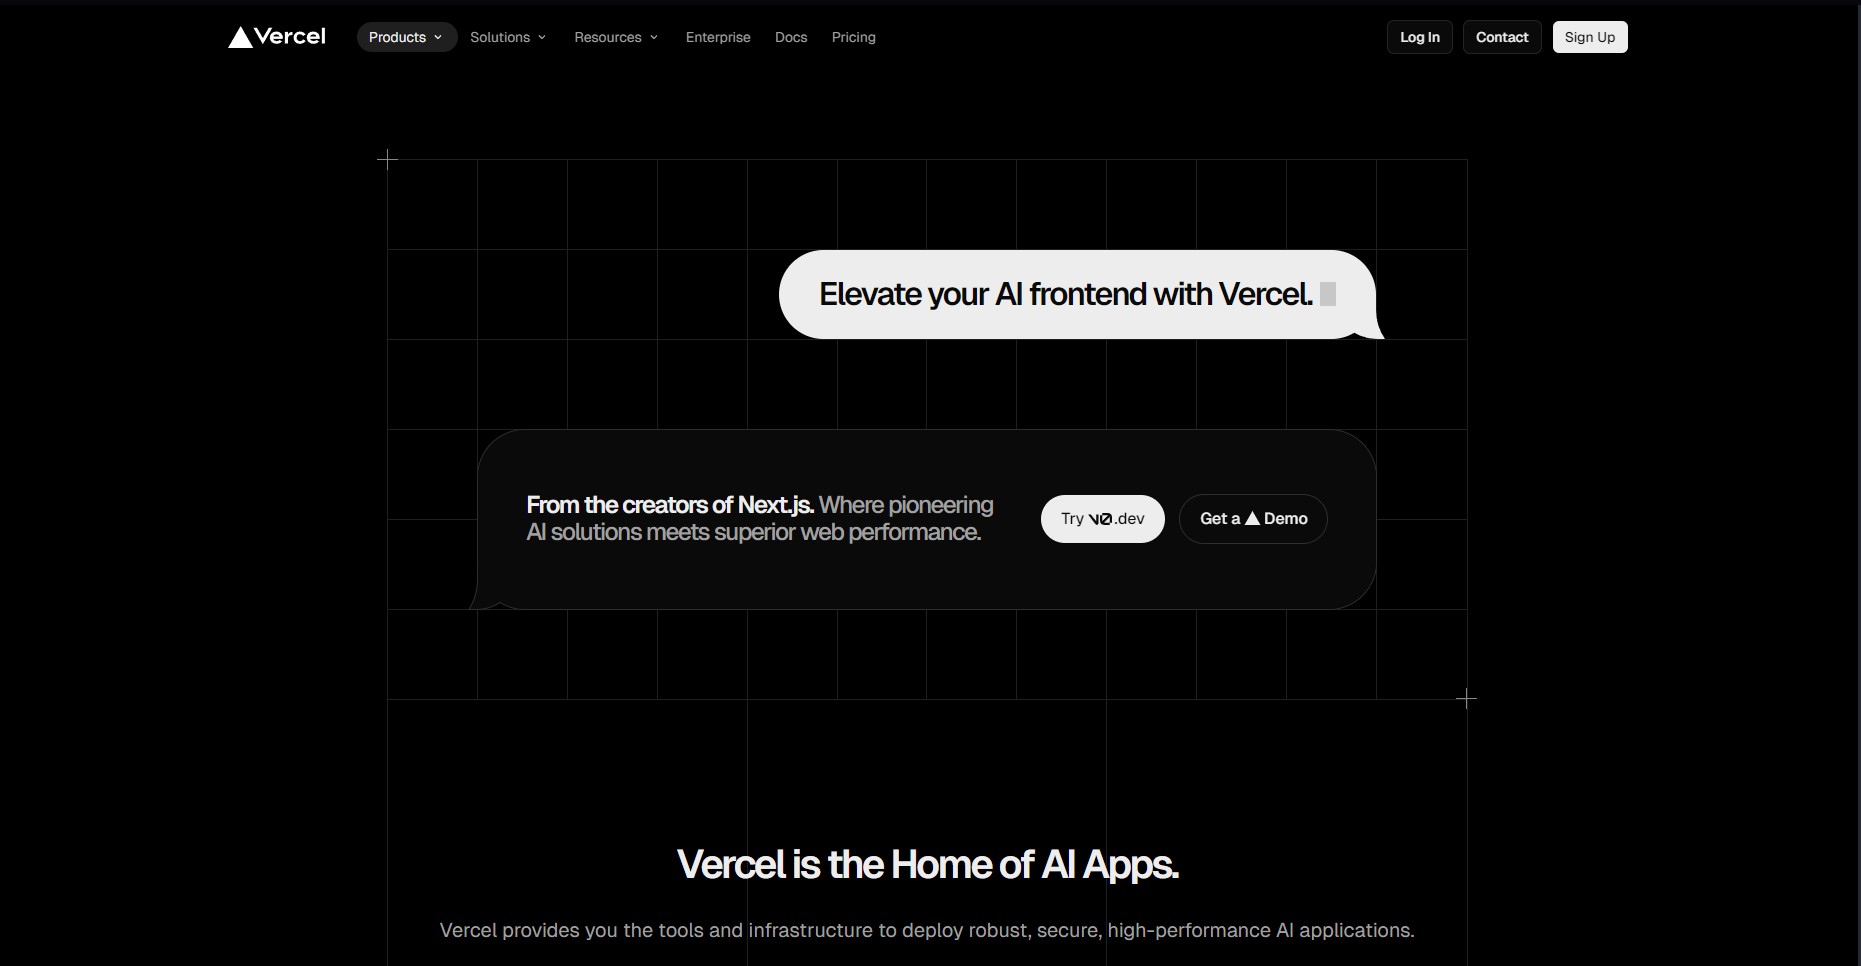 Vercel
Products Solutions Resources Enterprise Docs Pricing
Log In Contact Sign Up
Elevate your AI frontend with Vercel.
From the creators of Next.js. Where pioneering
AI solutions meets superior web performance.
Try v0.dev
Get a Demo
Vercel is the Home of AI Apps.
Vercel provides you the tools and infrastructure to deploy robust, secure, high-performance AI applications.